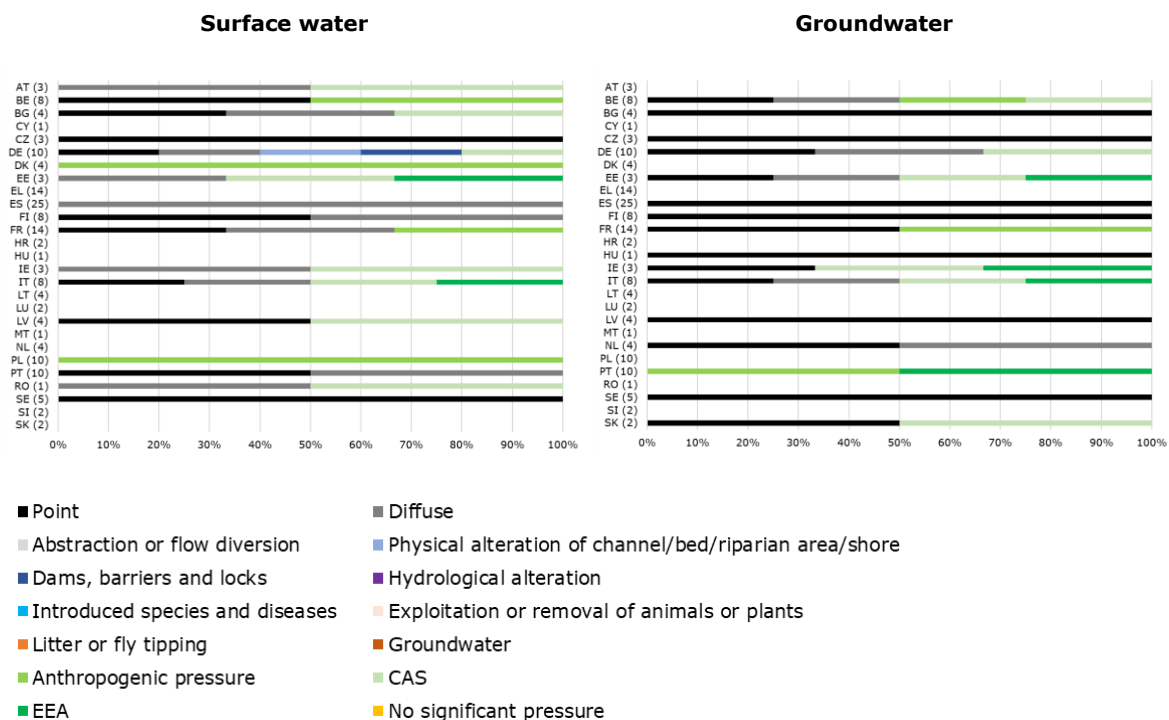 Surface water
Groundwater
AT (3)
BE (8)
BG (4)
CY (1)
CZ (3)
DE (10)
DK (4)
EE (3)
EL (14)
ES (25)
FI (8)
FR (14)
HR (2)
HU (1)
IE (3)
IT (8)
LT (4)
LU (2)
LV (4)
MT (1)
NL (4)
PL (10)
PT (10)
RO (1)
SE (5)
SI (2)
SK (2)
0% 10% 20% 30% 40% 50% 60% 70% 80% 90% 100%
AT (3)
BE (8)
BG (4)
CY (1)
CZ (3)
DE (10)
DK (4)
EE (3)
EL (14)
ES (25)
FI (8)
FR (14)
HR (2)
HU (1)
IE (3)
IT (8)
LT (4)
LU (2)
LV (4)
MT (1)
NL (4)
PL (10)
PT (10)
RO (1)
SE (5)
SI (2)
SK (2)
0% 10% 20% 30% 40% 50% 60% 70% 80% 90% 100%
Point
Diffuse
Abstraction or flow diversion
Physical alteration of channel/bed/riparian area/shore
Dams, barriers and locks
Hydrological alteration
Introduced species and diseases
Exploitation or removal of animals or plants
Litter or fly tipping
Groundwater
Anthropogenic pressure
CAS
EEA
No significant pressure